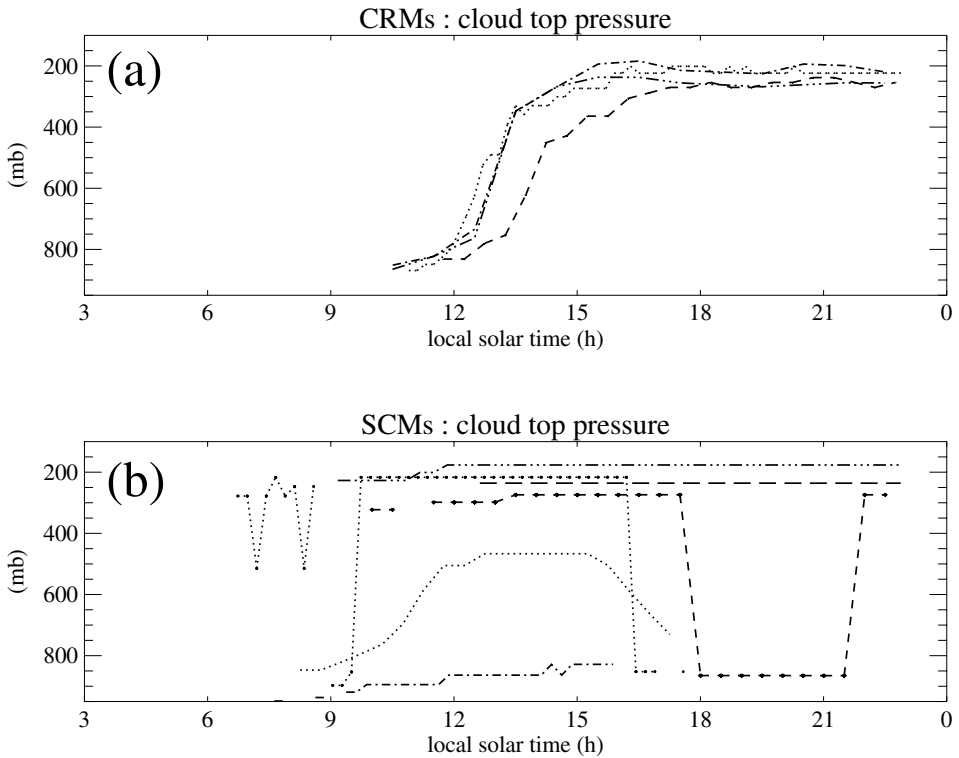 CRMs : cloud top pressure
(a)
200
400
600
800
(mb)
3 6 9 12 15 18 21 0
local solar time (h)
SCMs : cloud top pressure
(b)
200
400
600
800
(mb)
3 6 9 12 15 18 21 0
local solar time (h)